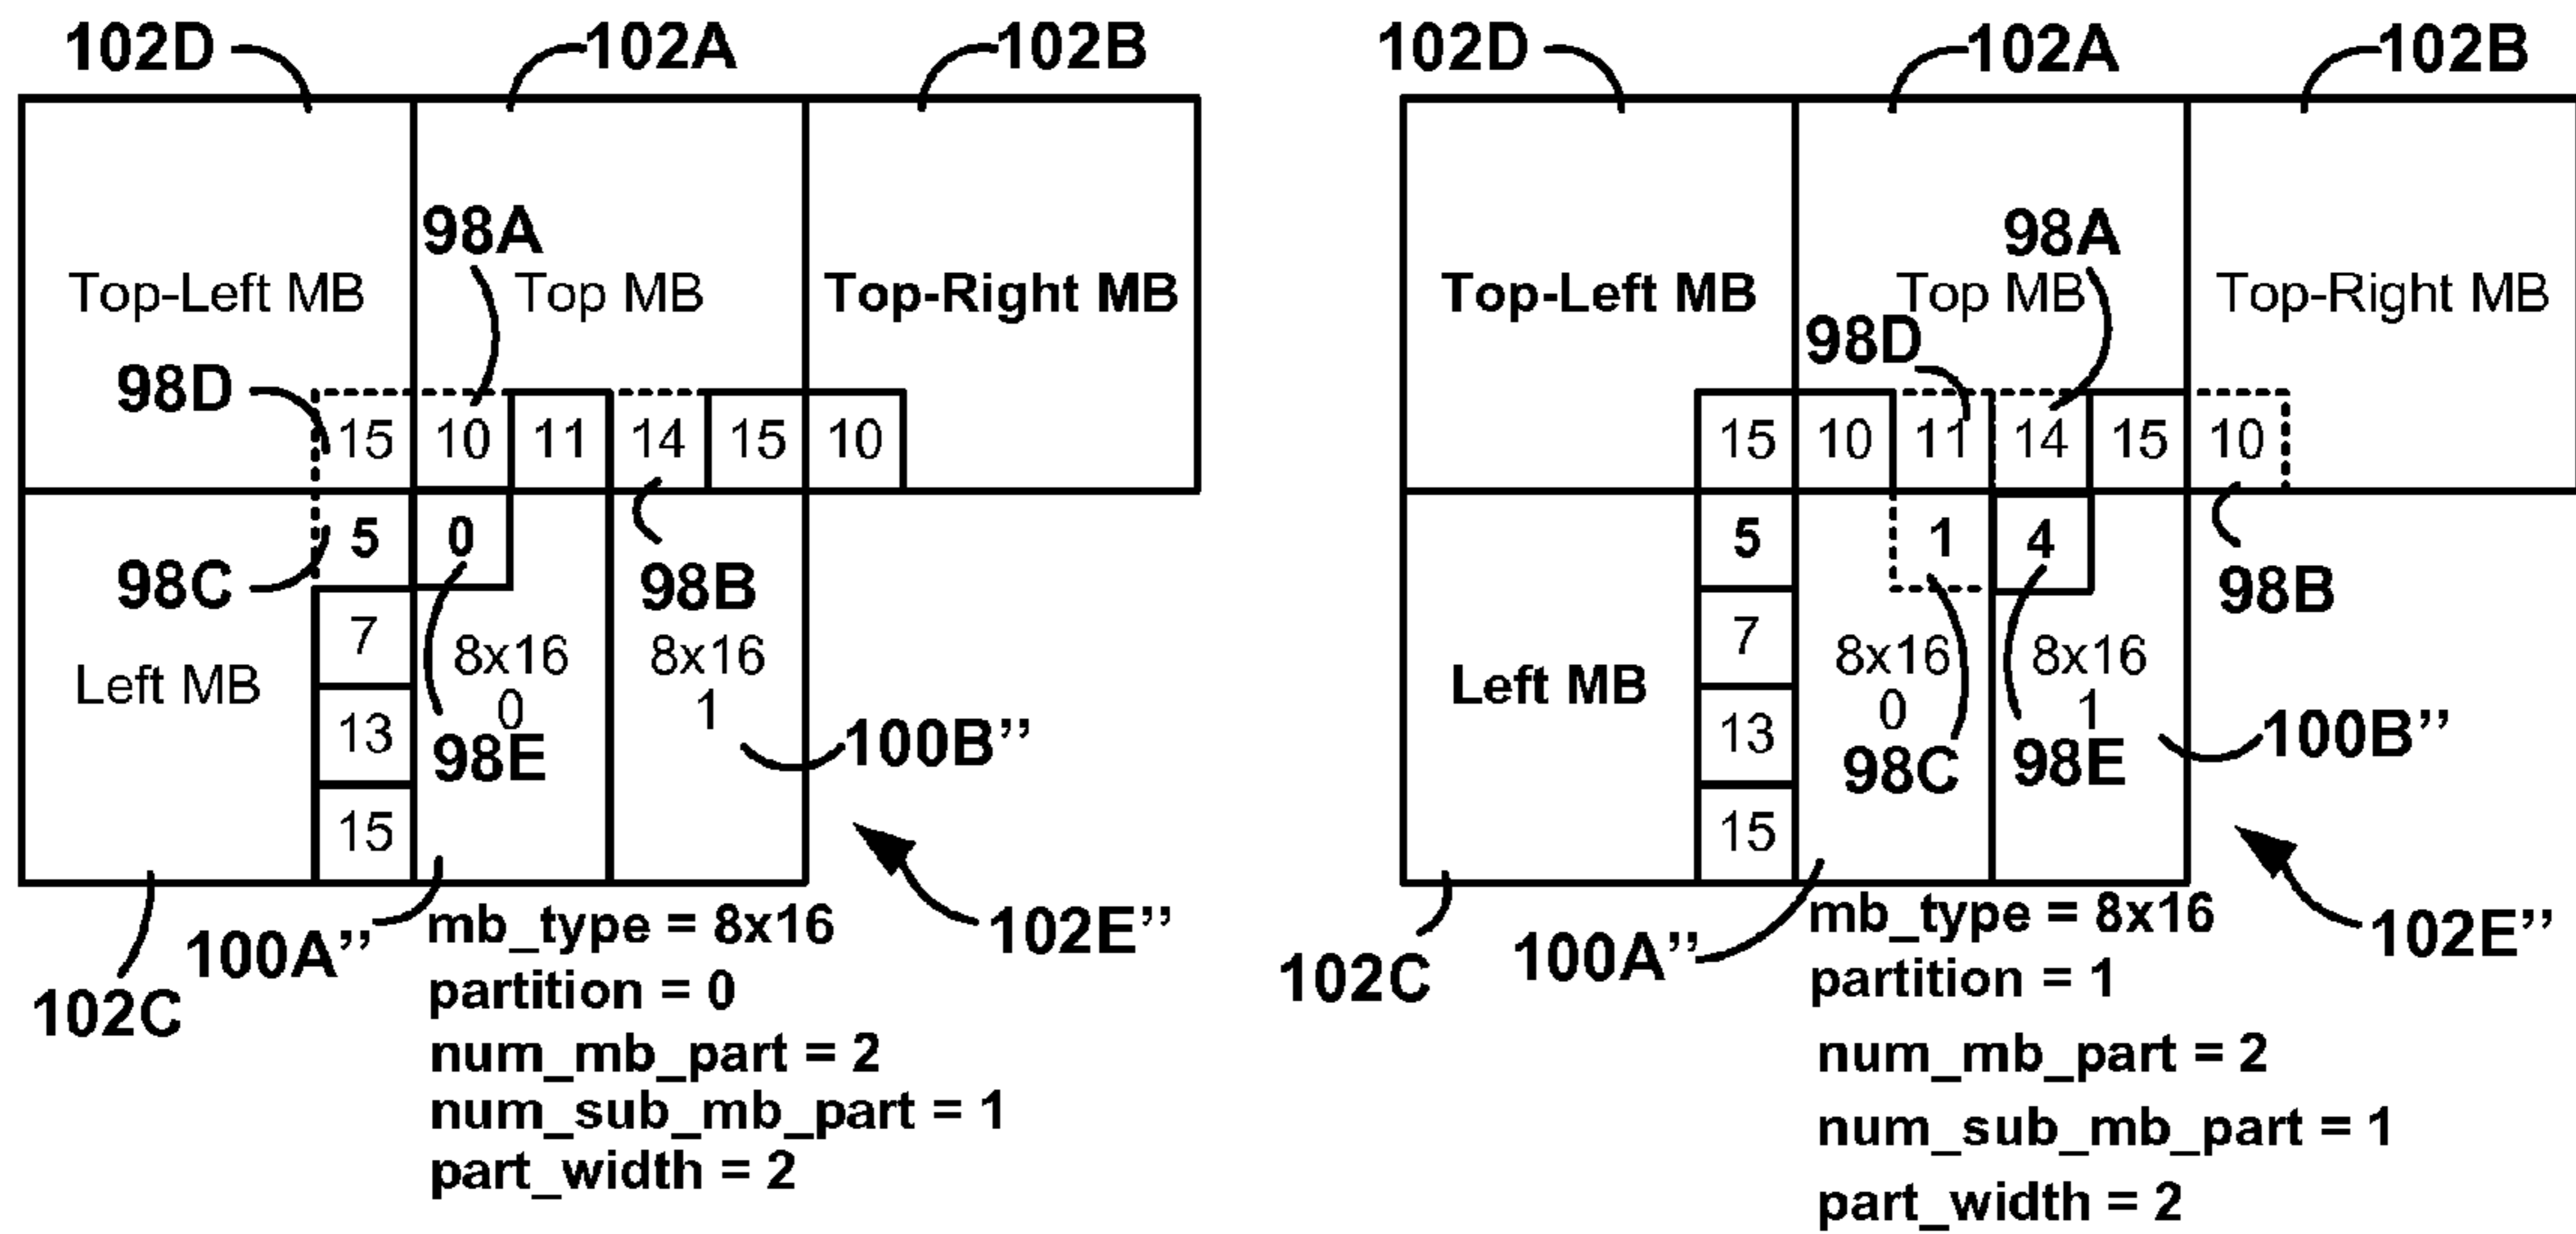 102D 102A 102B
98A
Top-Left MB Top MB Top-Right MB
98D
15 10 11 14 15 10
5 0
98C 98B
7
8x16 8x16
Left MB 0 1
13
98E 100B”
15
100A” mb_type = 8x16 102E”
partition = 0
102C
num_mb_part = 2
num_sub_mb_part = 1
part_width = 2
102D 102A 102B
98A
Top-Left MB Top MB Top-Right MB
98D
15 10 11 14 15 10
5 1 4
98B
7
8x16 8x16
Left MB 0 1
13
98C 98E 100B”
15
mb_type = 8x16 102E”
100A”
102C partition = 1
num_mb_part = 2
num_sub_mb_part = 1
part_width = 2